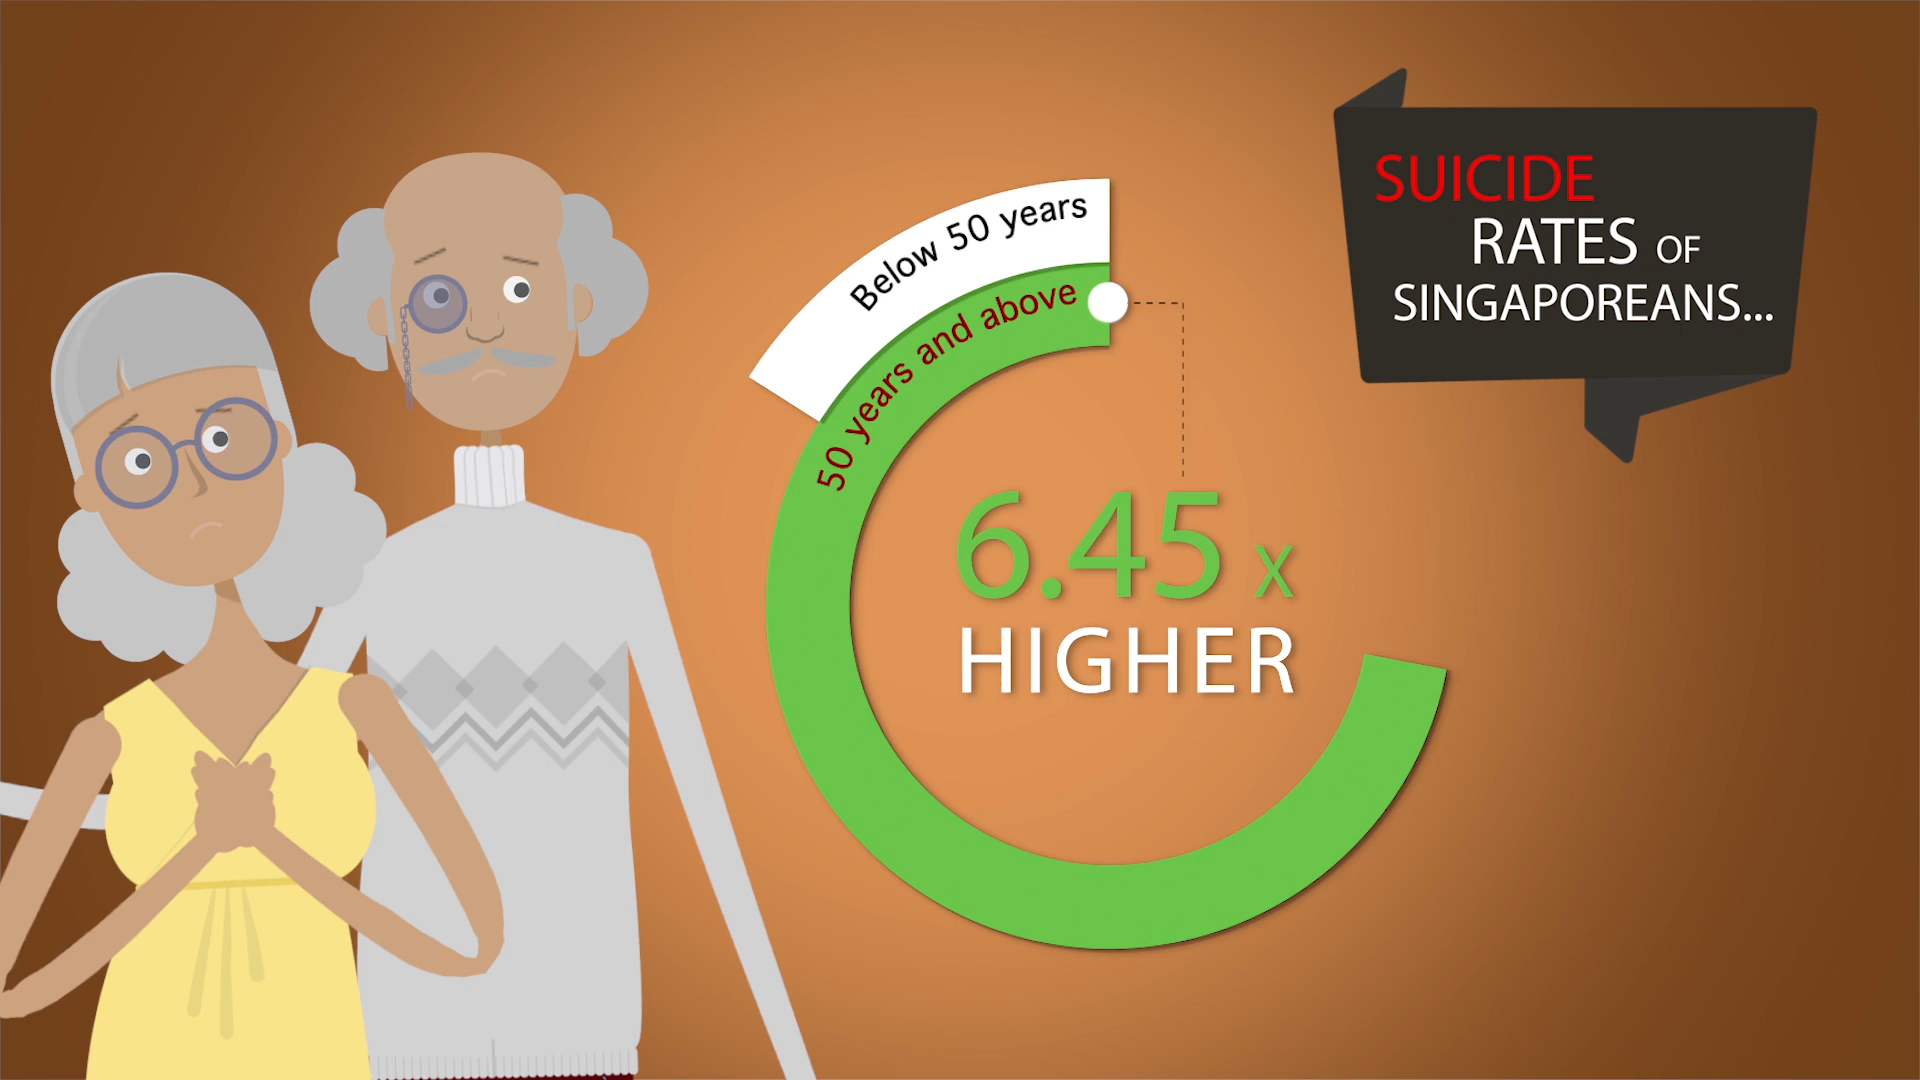 SUICIDE
RATES OF
SINGAPOREANS...
Below 50 years
50 years and above
6.45 x
HIGHER